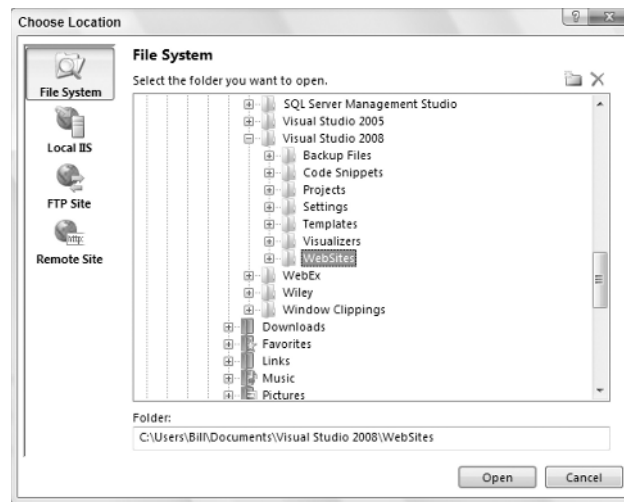 Choose Location
File System
Local IIS
FTP Site
http:
Remote Site
File System
Select the folder you want to open.
SQL Server Management Studio
Visual Studio 2005
Visual Studio 2008
Backup Files
Code Snippets
Projects
Settings
Templates
Visualizers
WebSites
WebEx
Wiley
Window Clippings
Downloads
Favorites
Links
Music
Pictures
Folder:
C:\Users\Bill\Documents\Visual Studio 2008\WebSites
Open
Cancel